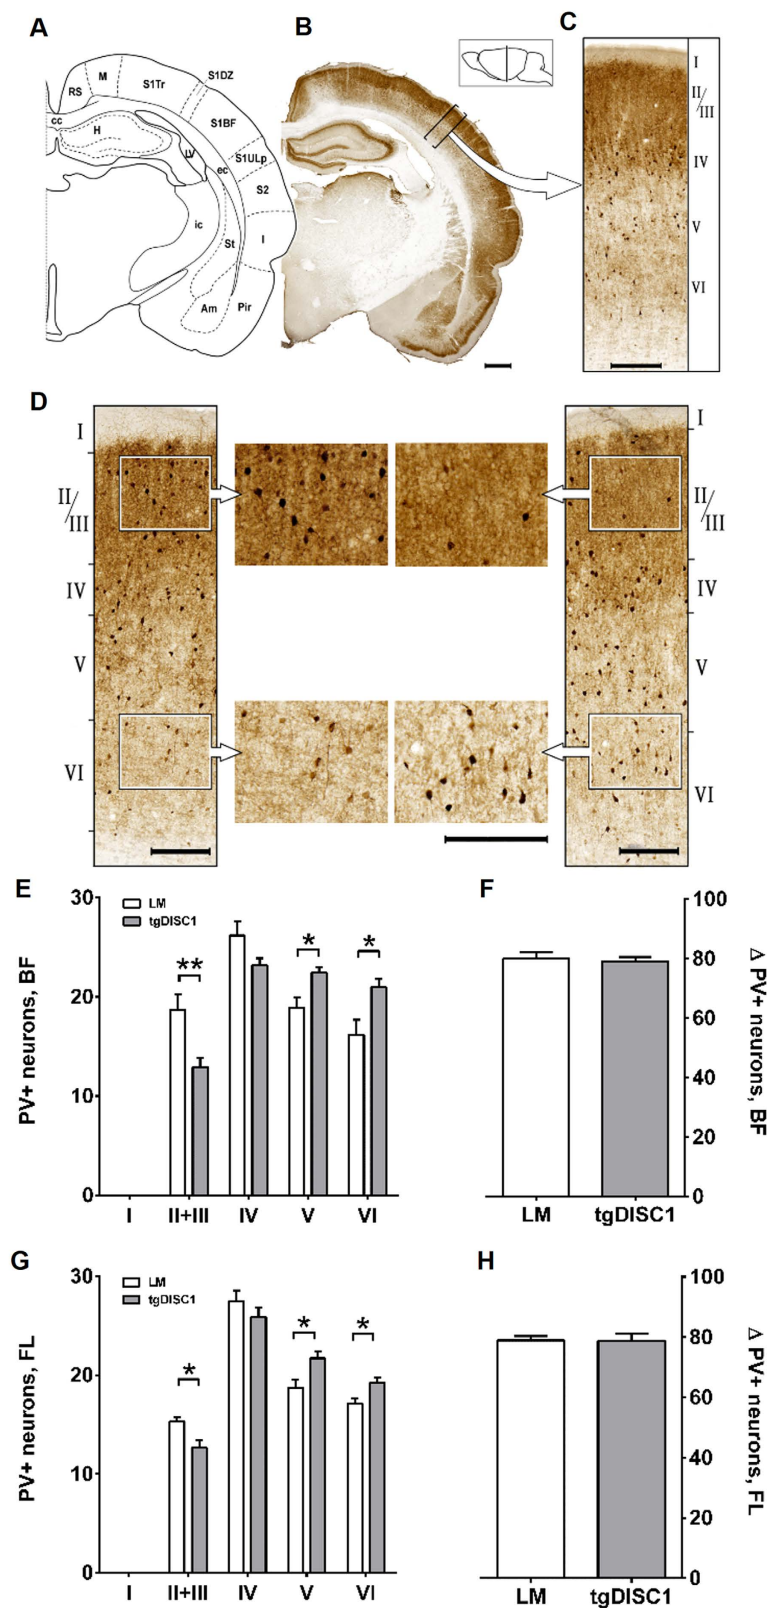 A
B
C
M
S1Tr
S1DZ
RS
S1BF
cc
H
LV
S1ULp
ec
S2
ic
I
St
Am
Pir
I
II/III
IV
V
VI
D
I
II/III
IV
V
VI
I
II/III
IV
V
VI
E
30
20
10
0
PV+ neurons, BF
LM
tgDISC1
**
*
*
I II+III IV V VI
F
100
80
60
40
20
0
Δ PV+ neurons, BF
LM tgDISC1
G
30
20
10
0
PV+ neurons, FL
LM
tgDISC1
*
*
*
I II+III IV V VI
H
100
80
60
40
20
0
Δ PV+ neurons, FL
LM tgDISC1